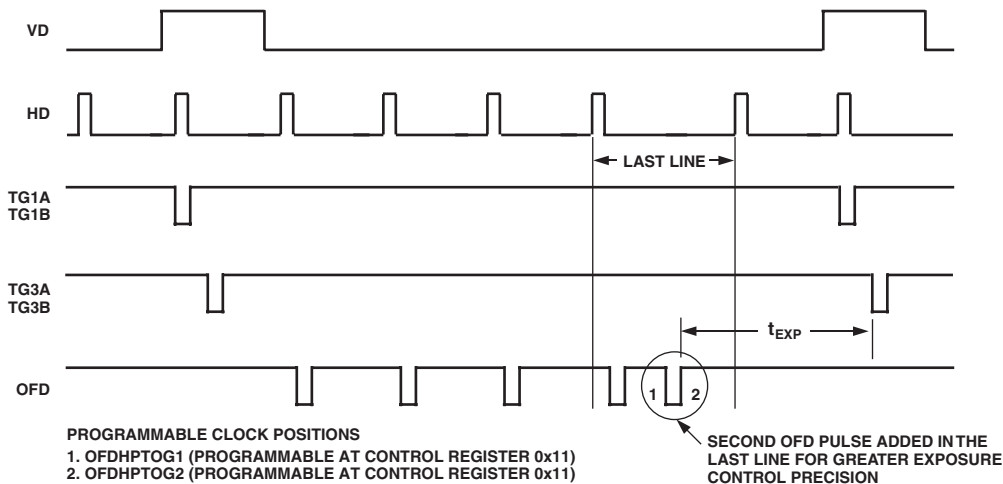 VD
HD
LAST LINE
TG1A
TG1B
TG3A
TG3B
tEXP
OFD
1 2
PROGRAMMABLE CLOCK POSITIONS
1. OFDHPTOG1 (PROGRAMMABLE AT CONTROL REGISTER 0x11)
2. OFDHPTOG2 (PROGRAMMABLE AT CONTROL REGISTER 0x11)
SECOND OFD PULSE ADDED IN THE
LAST LINE FOR GREATER EXPOSURE
CONTROL PRECISION